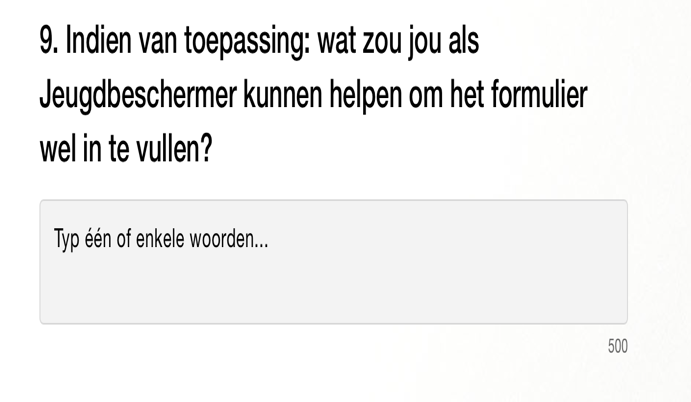 9. Indien van toepassing: wat zou jou als
Jeugdbeschermer kunnen helpen om het formulier
wel in te vullen?
Typ één of enkele woorden...
500